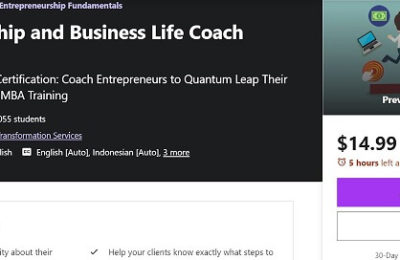 Entrepreneurship Fundamentals
hip and Business Life Coach
Certification: Coach Entrepreneurs to Quantum Leap Their
MBA Training
055 students
Transformation Services
lish
English [Auto], Indonesian [Auto], 3 more
Prev
$14.99
5 hours left a
30-Day
ity about their
Help your clients know exactly what steps to